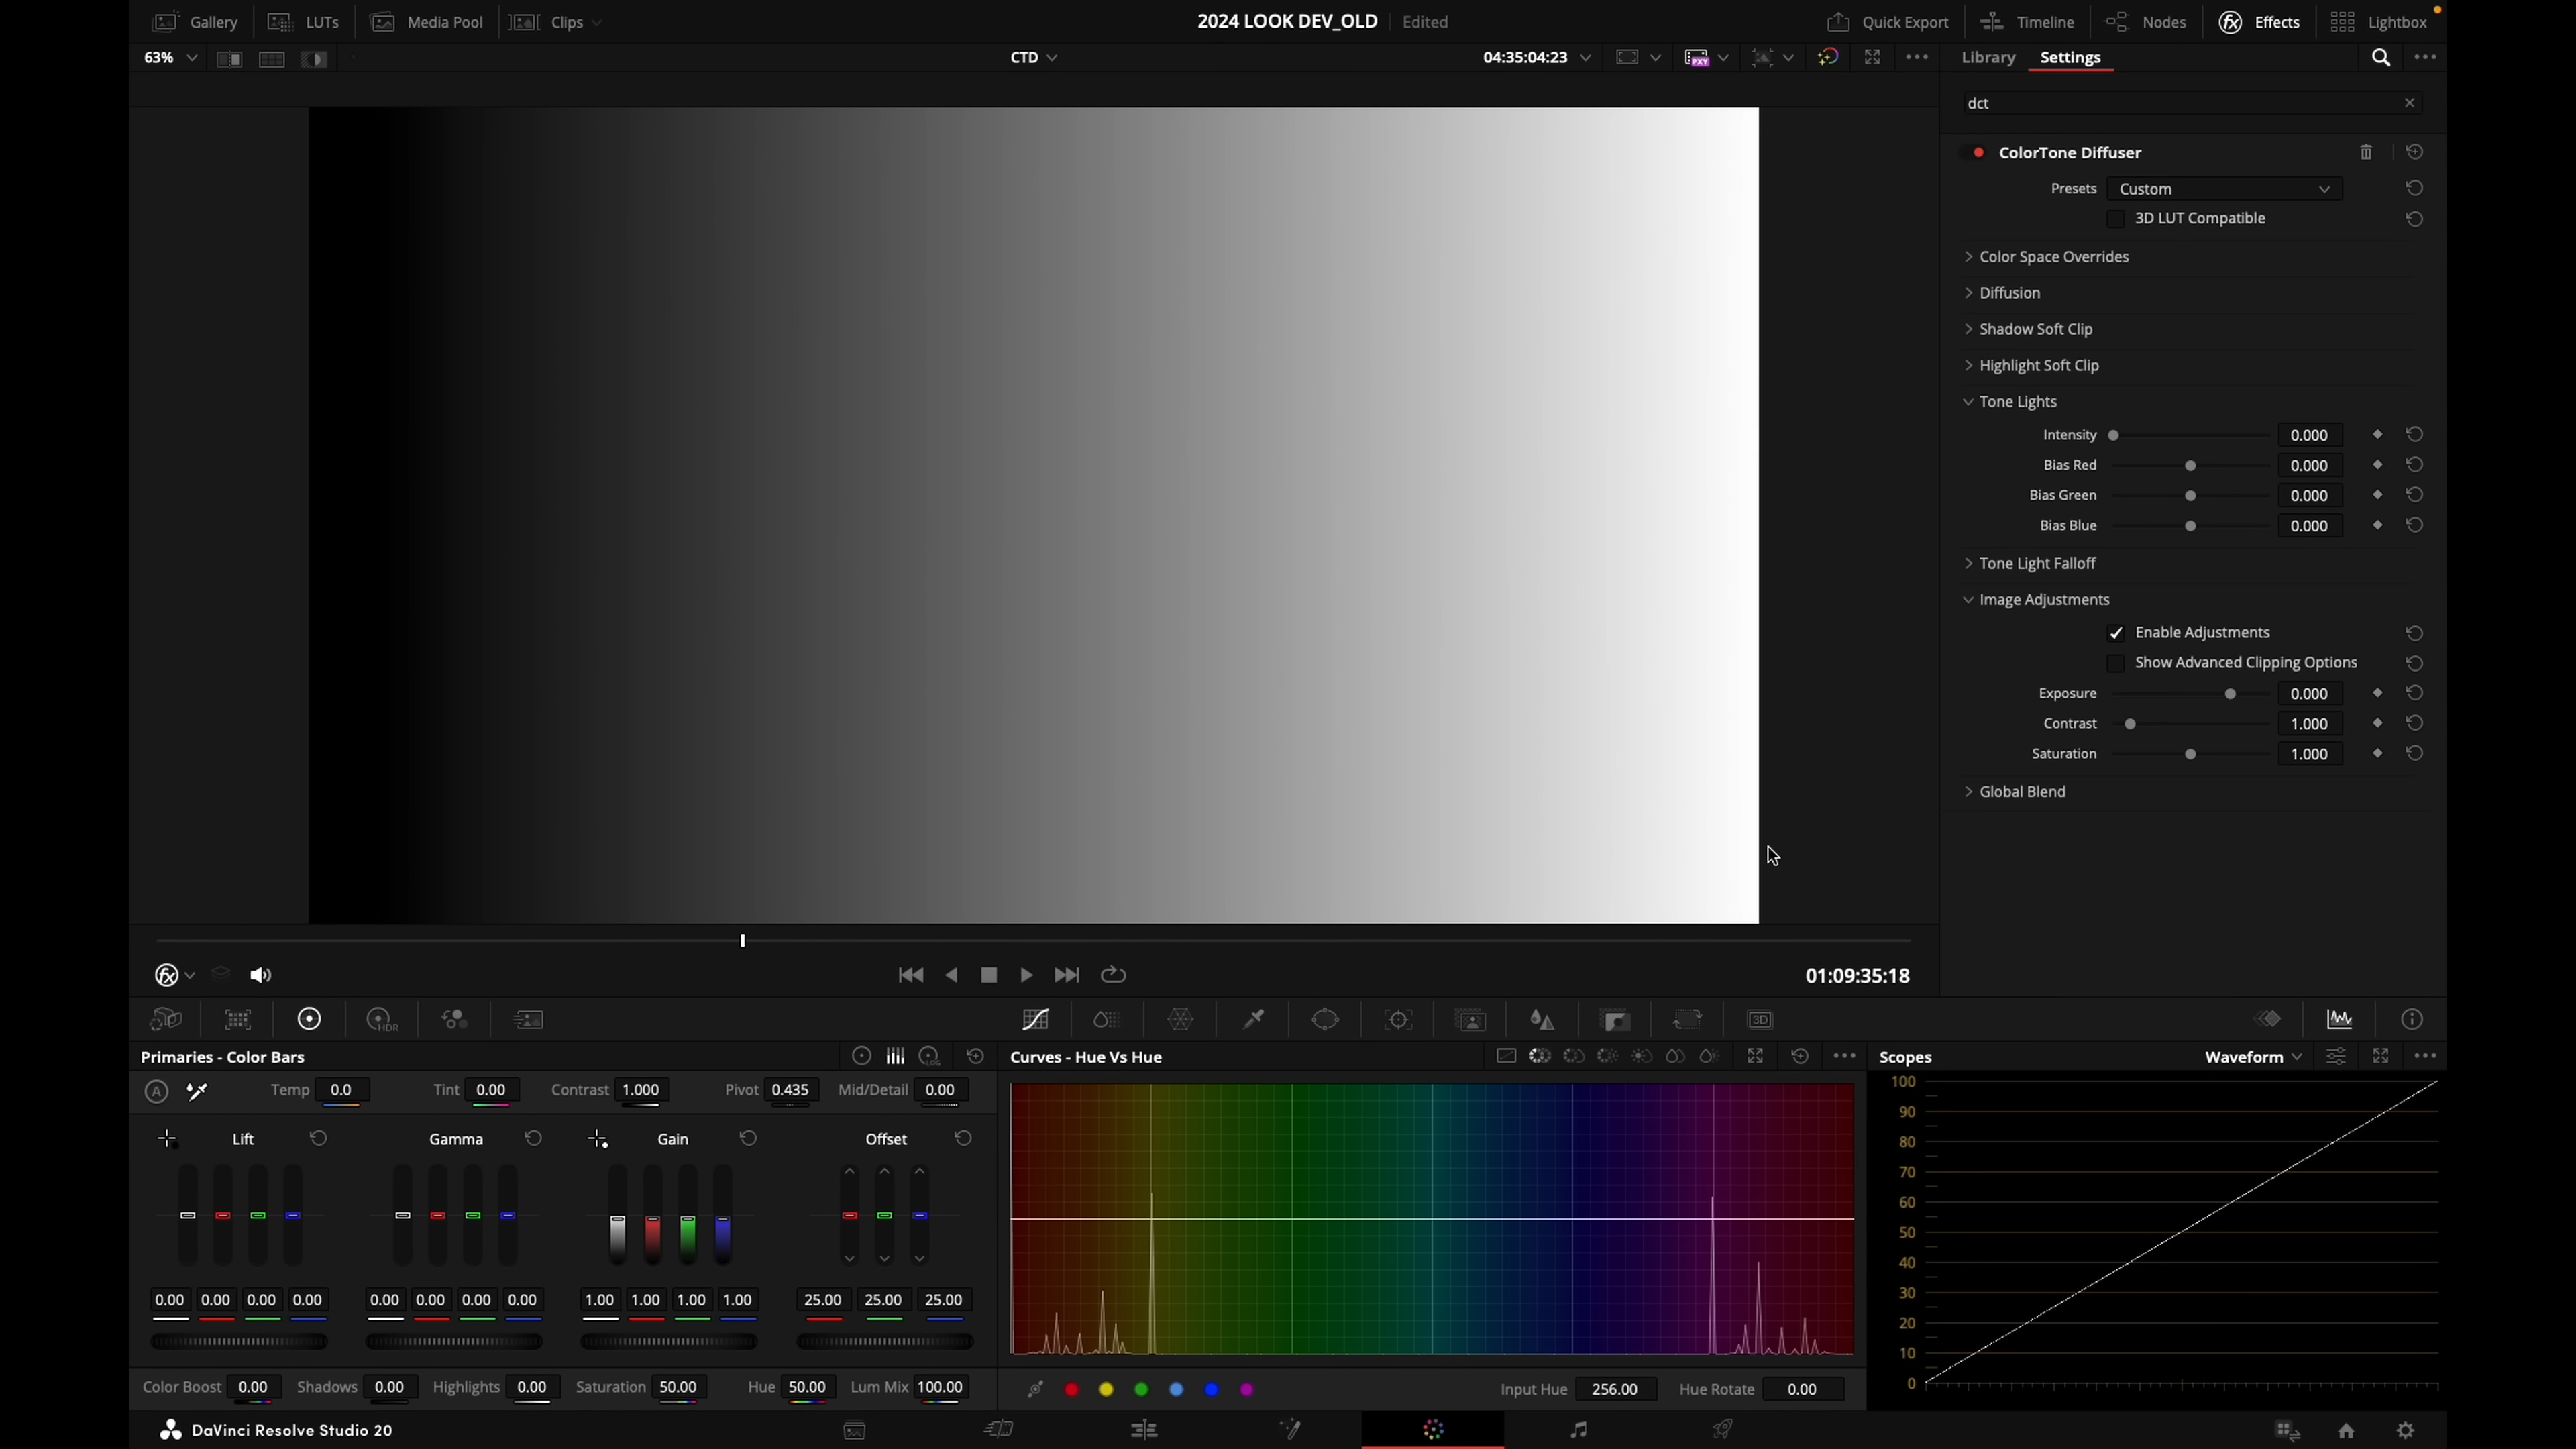 Gallery LUTs Media Pool Clips 2024 LOOK DEV_OLD Edited Quick Export Timeline Nodes Effects Lightbox
63% CTD 04:35:04:23 PXY Library Settings
dct
ColorTone Diffuser
Presets Custom
3D LUT Compatible
Color Space Overrides
Diffusion
Shadow Soft Clip
Highlight Soft Clip
Tone Lights
Intensity 0.000
Bias Red 0.000
Bias Green 0.000
Bias Blue 0.000
Tone Light Falloff
Image Adjustments
Enable Adjustments
Show Advanced Clipping Options
Exposure 0.000
Contrast 1.000
Saturation 1.000
Global Blend
fx 01:09:35:18
HDR 3D
Primaries - Color Bars LOG Curves - Hue Vs Hue Scopes Waveform
A Temp 0.0 Tint 0.00 Contrast 1.000 Pivot 0.435 Mid/Detail 0.00
Lift Gamma Gain Offset
0.00 0.00 0.00 0.00 0.00 0.00 0.00 0.00 1.00 1.00 1.00 1.00 25.00 25.00 25.00
Color Boost 0.00 Shadows 0.00 Highlights 0.00 Saturation 50.00 Hue 50.00 Lum Mix 100.00
Input Hue 256.00 Hue Rotate 0.00
100
90
80
70
60
50
40
30
20
10
0
DaVinci Resolve Studio 20